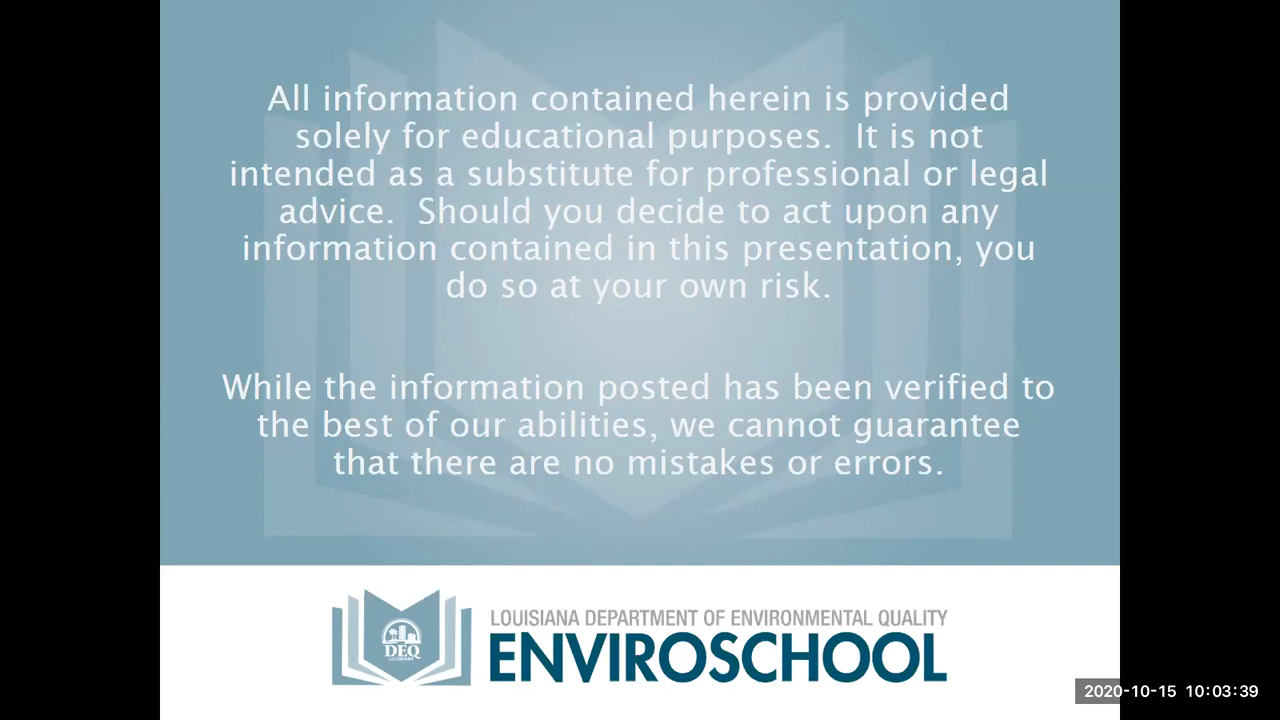 All information contained herein is provided
solely for educational purposes.  It is not
intended as a substitute for professional or legal
advice.  Should you decide to act upon any
information contained in this presentation, you
do so at your own risk.
While the information posted has been verified to
the best of our abilities, we cannot guarantee
that there are no mistakes or errors.
DEQ
LOUISIANA
LOUISIANA DEPARTMENT OF ENVIRONMENTAL QUALITY
ENVIROSCHOOL
2020-10-15 10:03:39